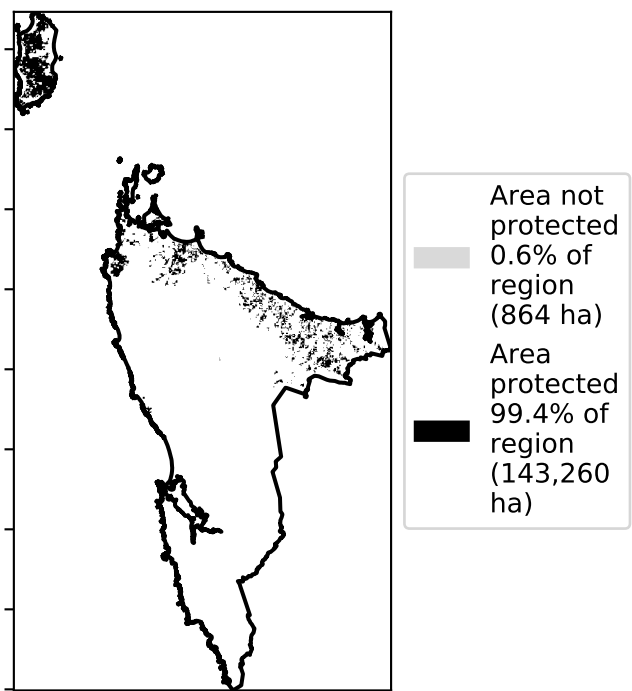 Area not
protected
0.6% of
region
(864 ha)
Area
protected
99.4% of
region
(143,260
ha)